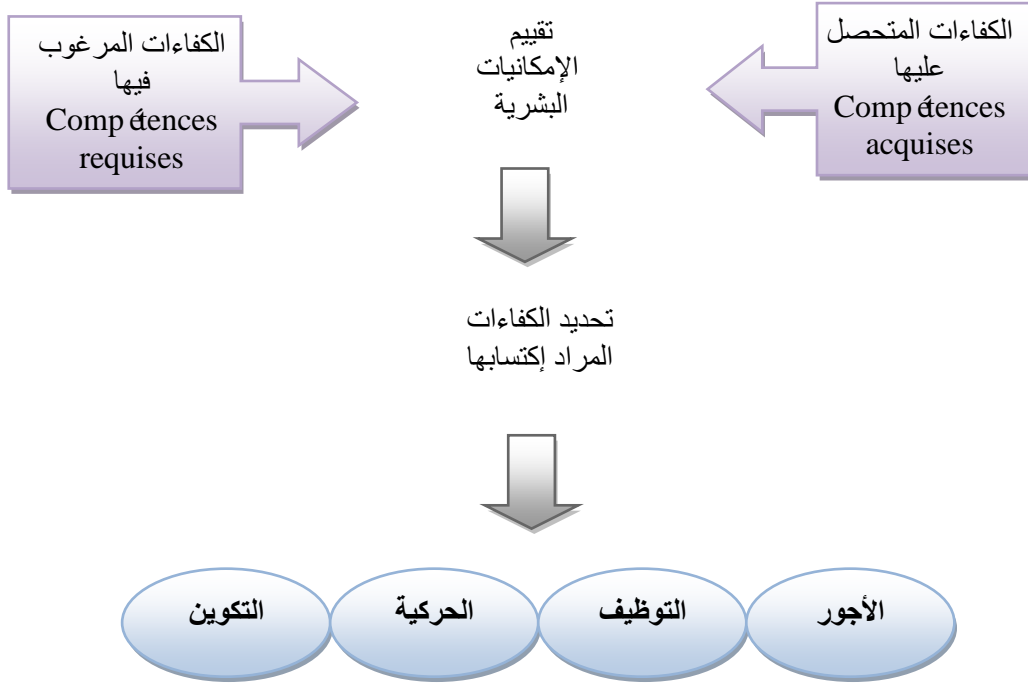 الكفاءات المتحصل
عليها
Compétences
acquises
تقييم
الإمكانيات
البشرية
الكفاءات المرغوب
فيها
Compétences
requises
تحديد الكفاءات
المراد إكتسابها
الأجور
التوظيف
الحركية
التكوين